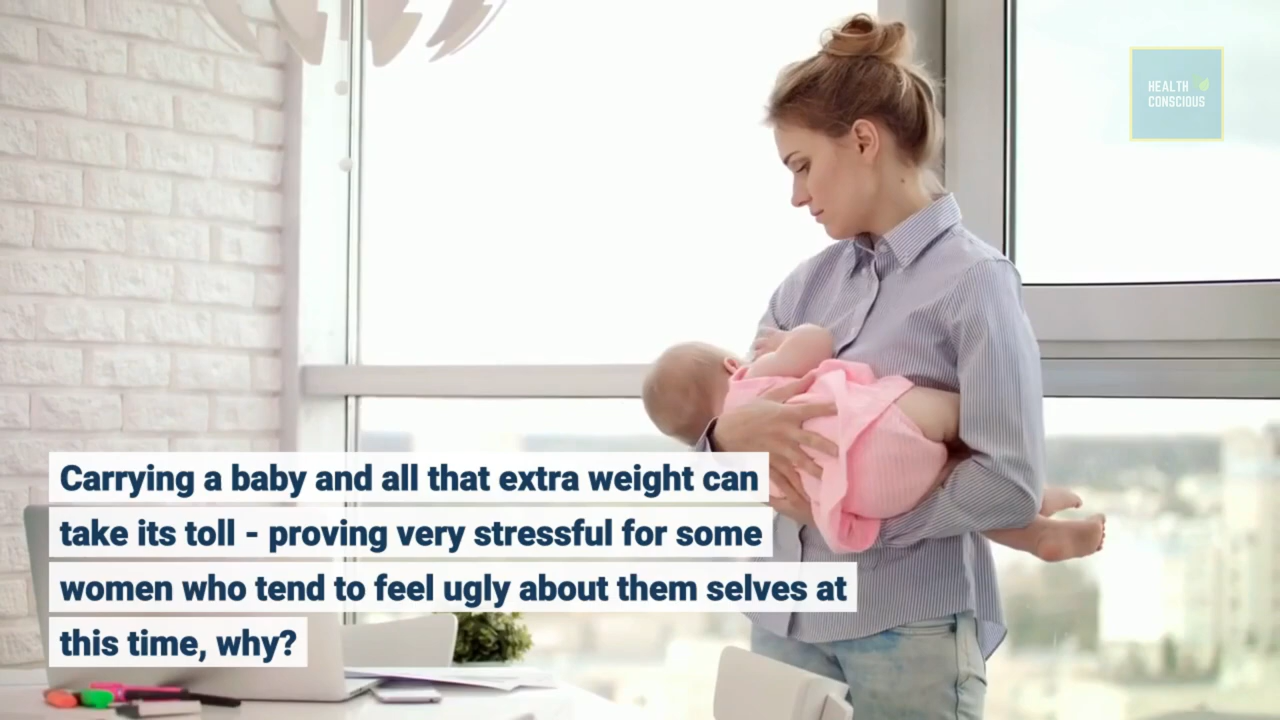 HEALTH
CONSCIOUS
Carrying a baby and all that extra weight can
take its toll - proving very stressful for some
women who tend to feel ugly about them selves at
this time, why?